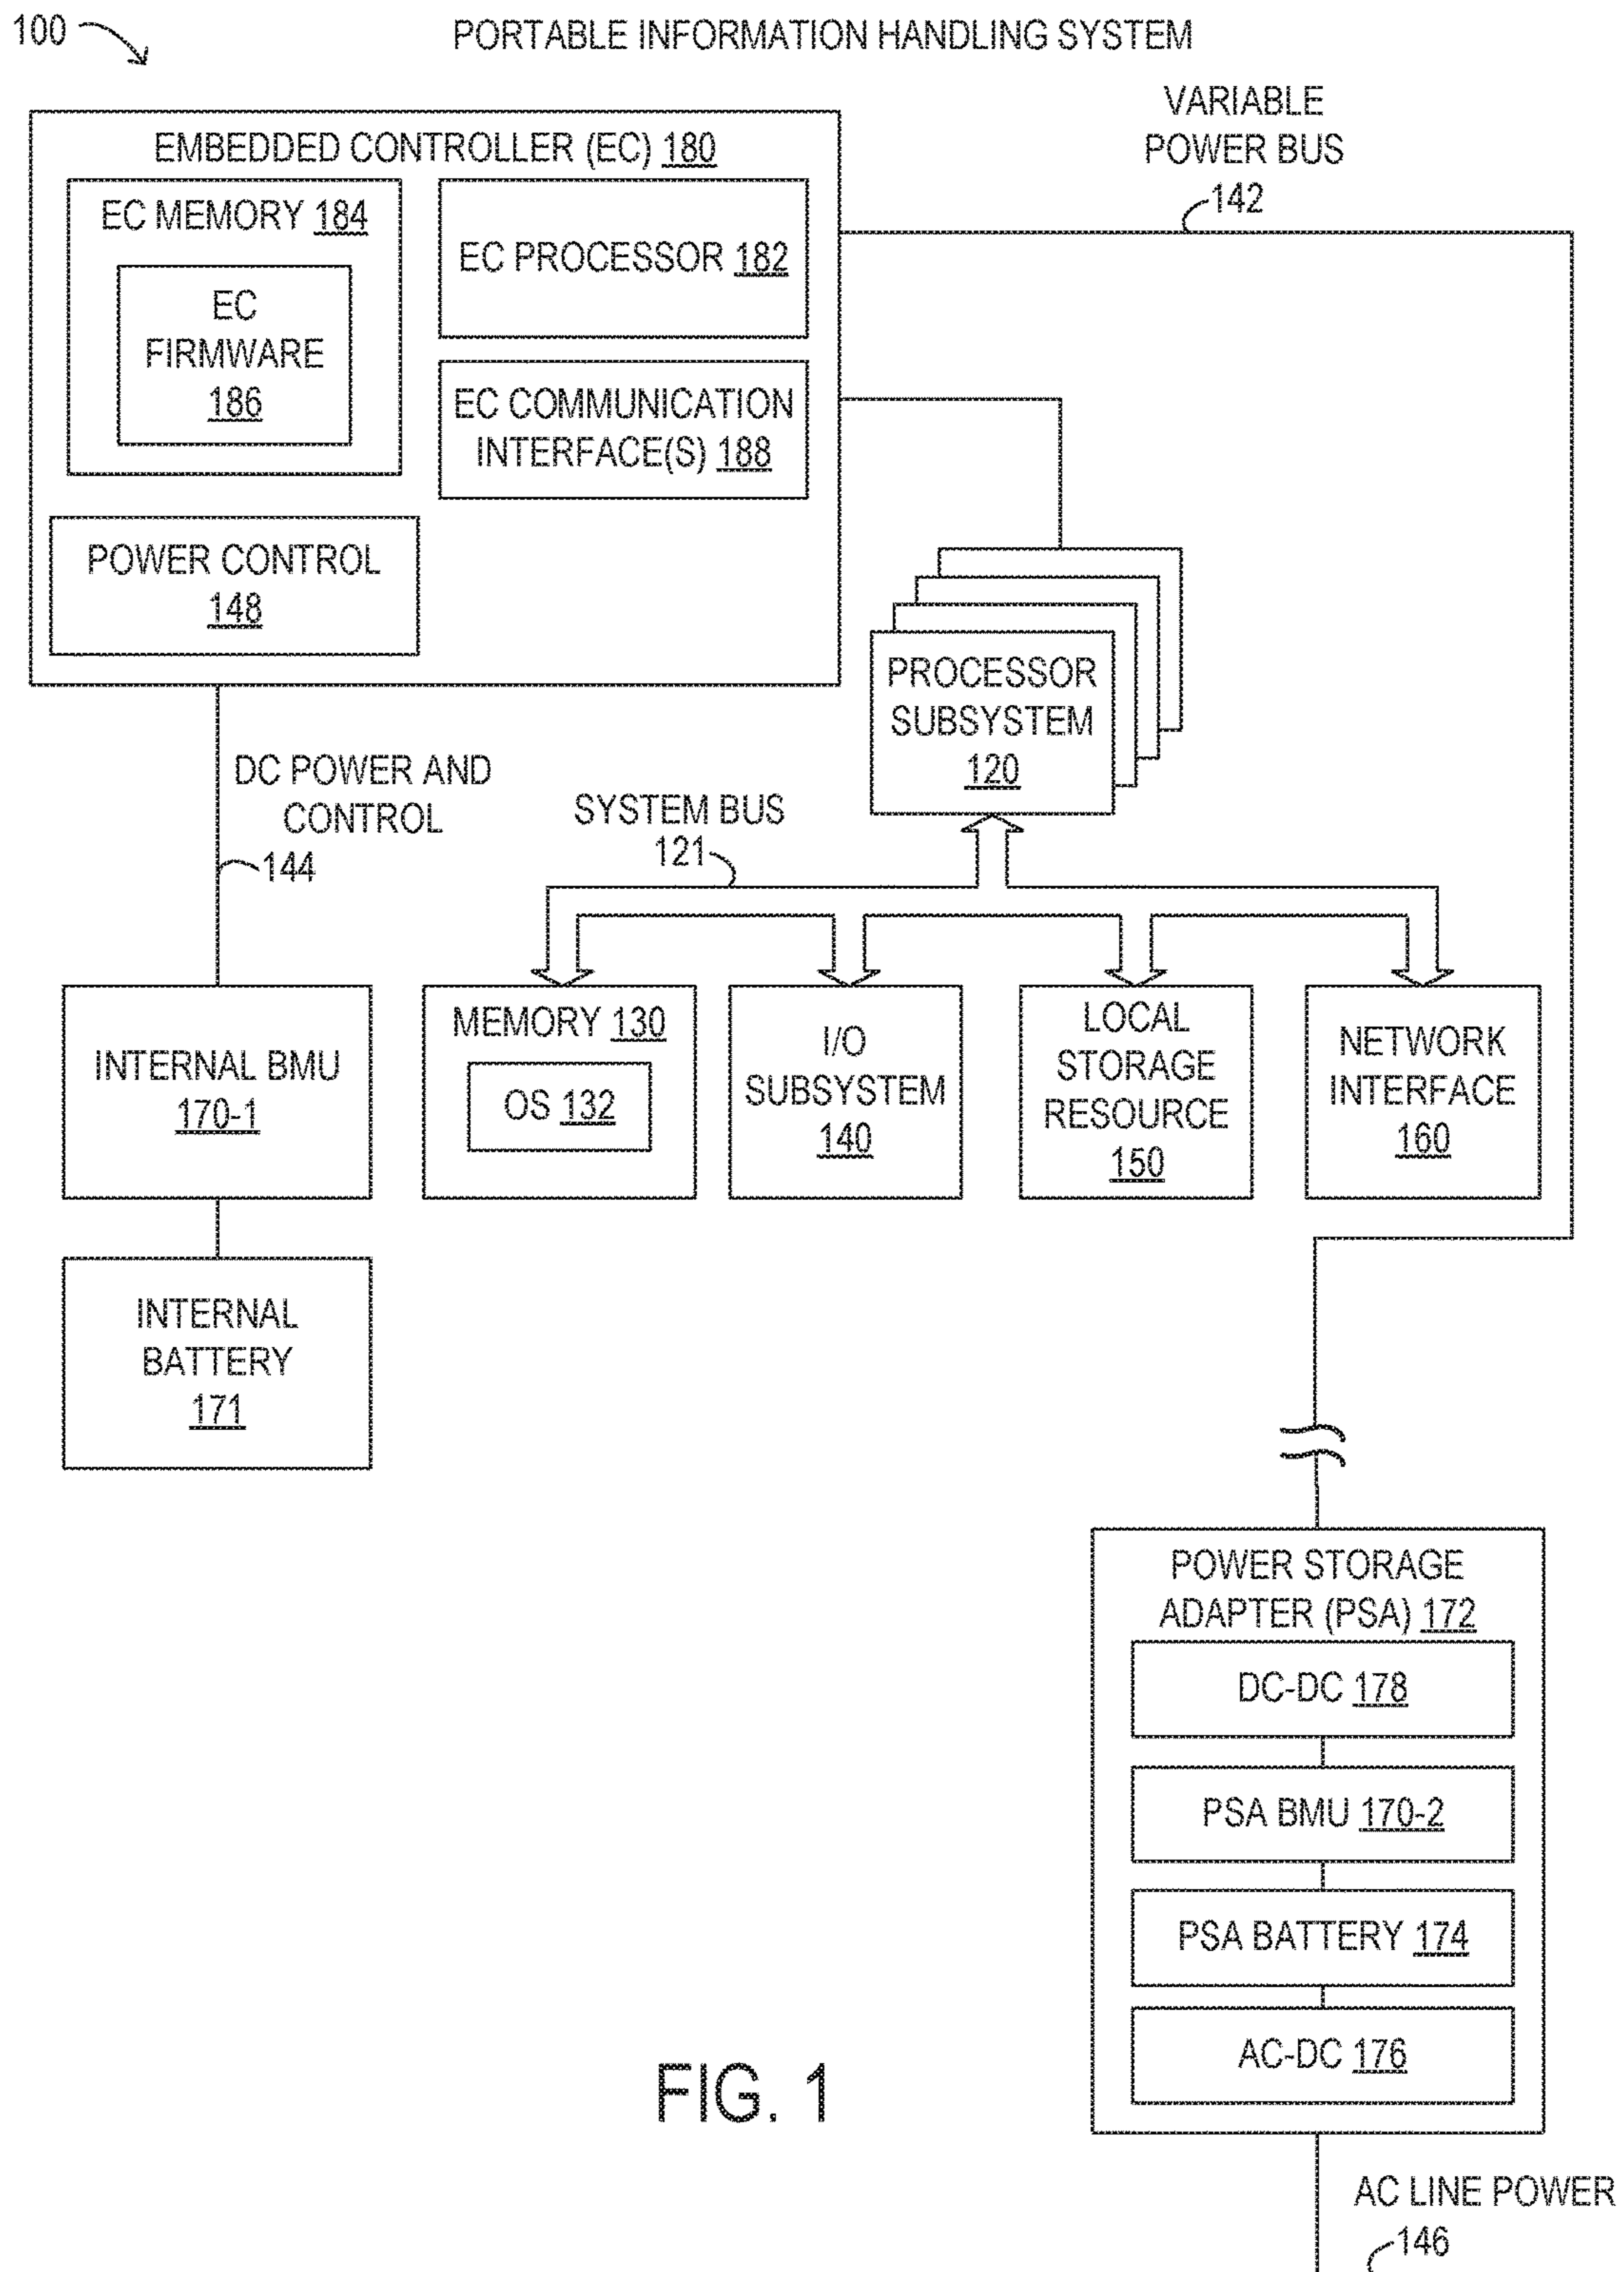 100
PORTABLE INFORMATION HANDLING SYSTEM
VARIABLE
POWER BUS
142
EMBEDDED CONTROLLER (EC) 180
EC MEMORY 184
EC
FIRMWARE
186
EC PROCESSOR 182
EC COMMUNICATION
INTERFACE(S) 188
POWER CONTROL
148
PROCESSOR
SUBSYSTEM
120
DC POWER AND
CONTROL
144
SYSTEM BUS
121
INTERNAL BMU
170-1
MEMORY 130
OS 132
I/O
SUBSYSTEM
140
LOCAL
STORAGE
RESOURCE
150
NETWORK
INTERFACE
160
INTERNAL
BATTERY
171
POWER STORAGE
ADAPTER (PSA) 172
DC-DC 178
PSA BMU 170-2
PSA BATTERY 174
AC-DC 176
FIG. 1
AC LINE POWER
146